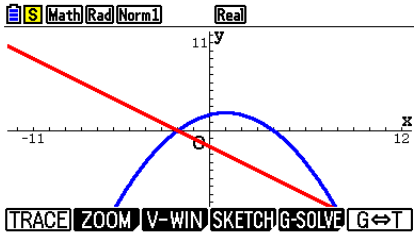 S Math Rad Norm1 Real
11 y
x
-11 O 12
TRACE ZOOM V-WIN SKETCH G-SOLVE G⇔T